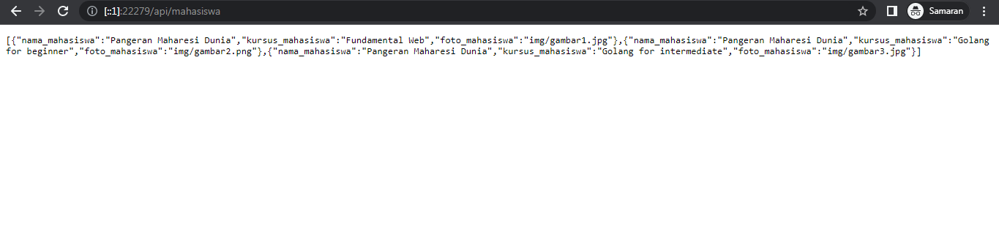 [::1]:22279/api/mahasiswa
Samaran
[{"nama_mahasiswa":"Pangeran Maharesi Dunia","kursus_mahasiswa":"Fundamental Web","foto_mahasiswa":"img/gambar1.jpg"},{"nama_mahasiswa":"Pangeran Maharesi Dunia","kursus_mahasiswa":"Golang
for beginner","foto_mahasiswa":"img/gambar2.png"},{"nama_mahasiswa":"Pangeran Maharesi Dunia","kursus_mahasiswa":"Golang for intermediate","foto_mahasiswa":"img/gambar3.jpg"}]